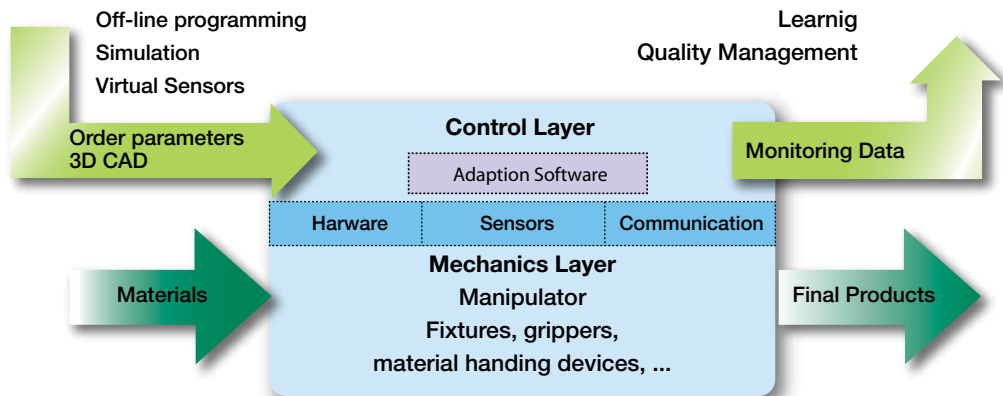 Off-line programming
Simulation
Virtual Sensors
Order parameters
3D CAD
Learnig
Quality Management
Control Layer
Adaption Software
Monitoring Data
Harware
Sensors
Communication
Mechanics Layer
Manipulator
Fixtures, grippers,
material handing devices, ...
Materials
Final Products